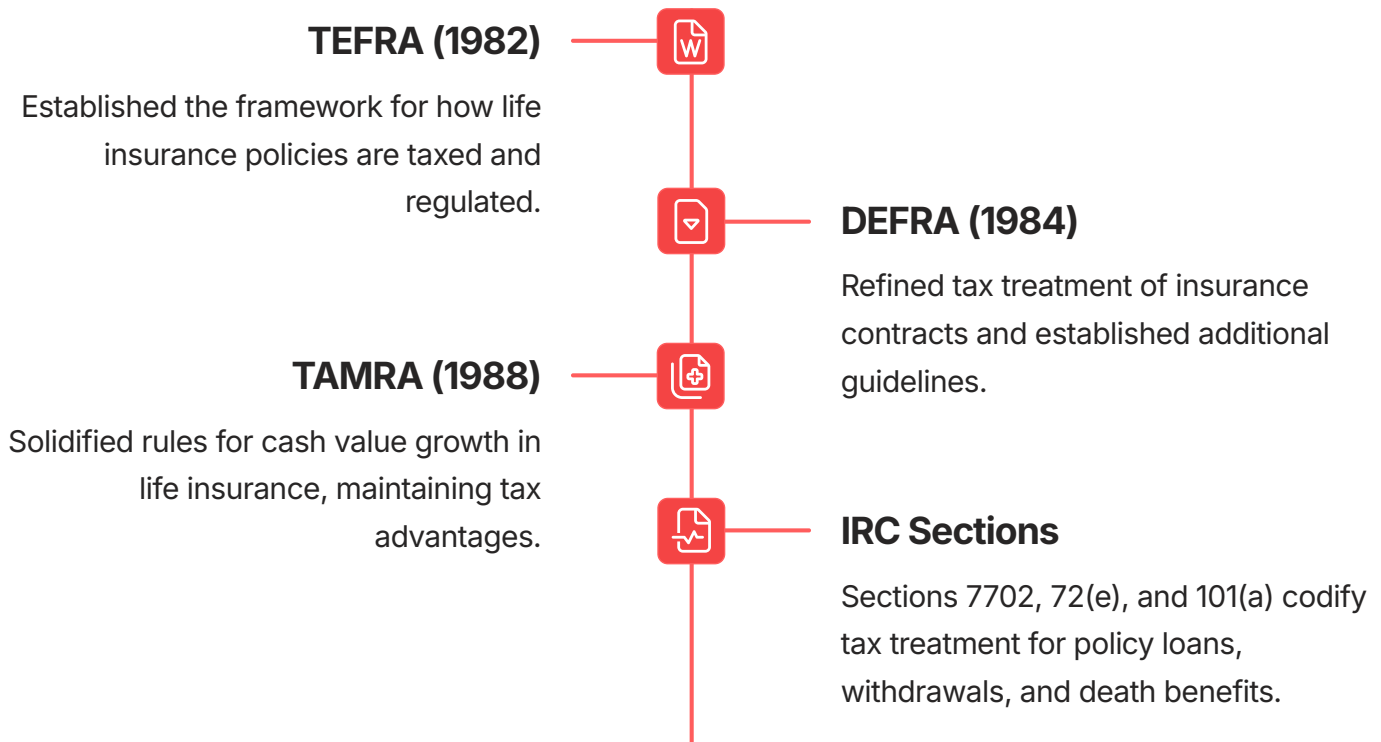 TEFRA (1982)
Established the framework for how life
insurance policies are taxed and
regulated.
DEFRA (1984)
Refined tax treatment of insurance
contracts and established additional
guidelines.
TAMRA (1988)
Solidified rules for cash value growth in
life insurance, maintaining tax
advantages.
IRC Sections
Sections 7702, 72(e), and 101(a) codify
tax treatment for policy loans,
withdrawals, and death benefits.